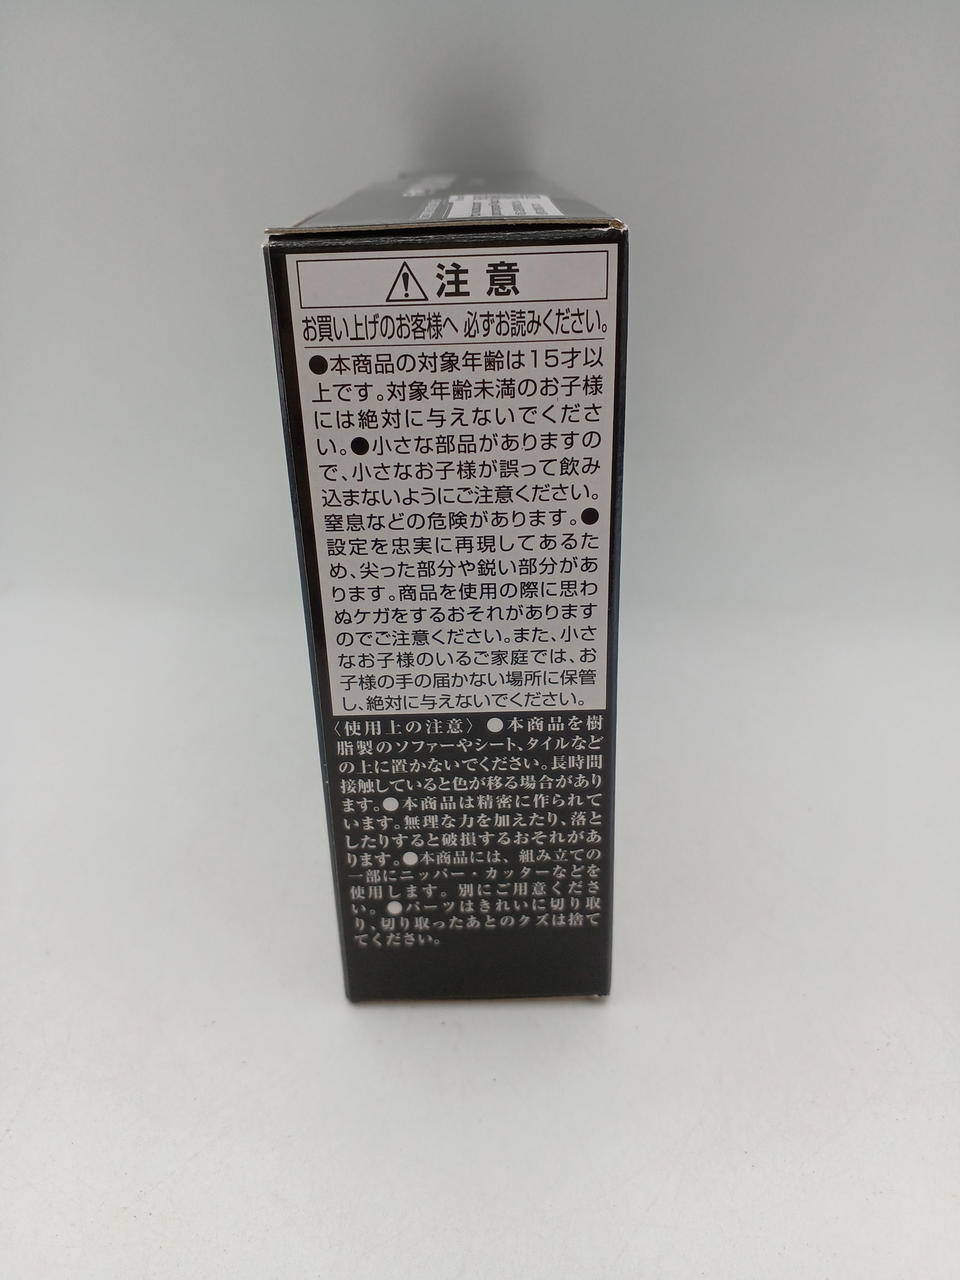 ⚠注意
お買い上げのお客様へ 必ずお読みください。
●本商品の対象年齢は15才以
上です。対象年齢未満のお子様
には絶対に与えないでくださ
い。●小さな部品がありますの
で、小さなお子様が誤って飲み
込まないようにご注意ください。
窒息などの危険があります。●
設定を忠実に再現してあるた
め、尖った部分や鋭い部分があ
ります。商品を使用の際に思わ
ぬケガをするおそれがあります
のでご注意ください。また、小さ
なお子様のいるご家庭では、お
子様の手の届かない場所に保管
し、絶対に与えないでください。
〈使用上の注意〉●本商品を樹
脂製のソファーやシート、タイルなど
の上に置かないでください。長時間
接触していると色が移る場合があり
ます。●本商品は精密に作られて
います。無理な力を加えたり、落と
したりすると破損するおそれがあ
ります。●本商品には、組み立ての
一部にニッパー・カッターなどを
使用します。別にご用意くださ
い。●パーツはきれいに切り取
り、切り取ったあとのクズは捨て
てください。